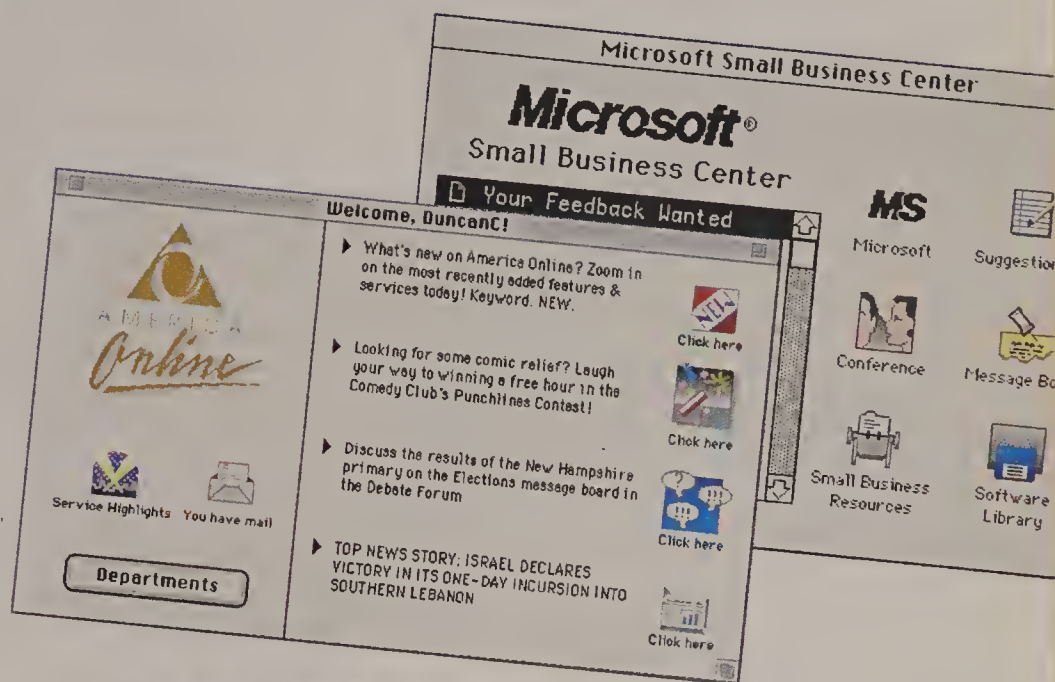 Microsoft Small Business Center
Microsoft®
Small Business Center
Your Feedback Wanted
MS
Microsoft
Suggestion
Conference
Message Bo
Small Business
Resources
Software
Library
Welcome, DuncanC!
AMERICA
Online
Service Highlights
You have mail
Departments
What's new on America Online? Zoom in
on the most recently added features &
services today! Keyword. NEW.
NEW
Click here
Looking for some comic relief? Laugh
your way to winning a free hour in the
Comedy Club's Punchlines Contest!
Click here
Discuss the results of the New Hampshire
primary on the Elections message board in
the Debate Forum
?
!!!
!!!
Click here
TOP NEWS STORY: ISRAEL DECLARES
VICTORY IN ITS ONE-DAY INCURSION INTO
SOUTHERN LEBANON
Click here